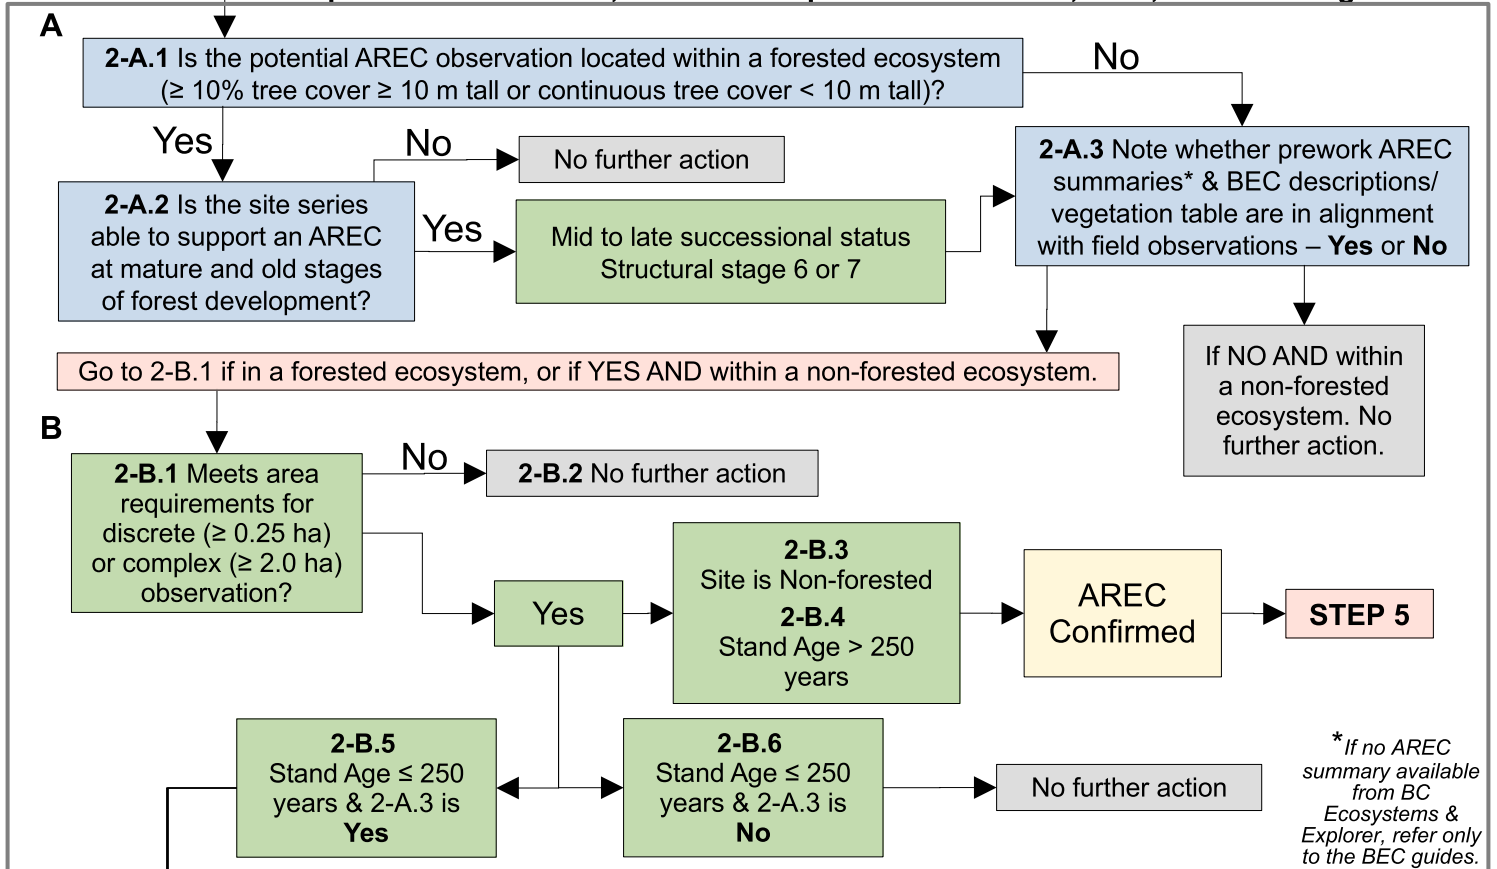 A
2-A.1 Is the potential AREC observation located within a forested ecosystem
(≥ 10% tree cover ≥ 10 m tall or continuous tree cover < 10 m tall)?
No
Yes
No
No further action
2-A.3 Note whether prework AREC
summaries* & BEC descriptions/
vegetation table are in alignment
with field observations – Yes or No
2-A.2 Is the site series
able to support an AREC
at mature and old stages
of forest development?
Yes
Mid to late successional status
Structural stage 6 or 7
If NO AND within
a non-forested
ecosystem. No
further action.
Go to 2-B.1 if in a forested ecosystem, or if YES AND within a non-forested ecosystem.
B
2-B.1 Meets area
requirements for
discrete (≥ 0.25 ha)
or complex (≥ 2.0 ha)
observation?
No
2-B.2 No further action
Yes
2-B.3
Site is Non-forested
2-B.4
Stand Age > 250
years
AREC
Confirmed
STEP 5
2-B.5
Stand Age ≤ 250
years & 2-A.3 is
Yes
2-B.6
Stand Age ≤ 250
years & 2-A.3 is
No
No further action
*If no AREC
summary available
from BC
Ecosystems &
Explorer, refer only
to the BEC guides.